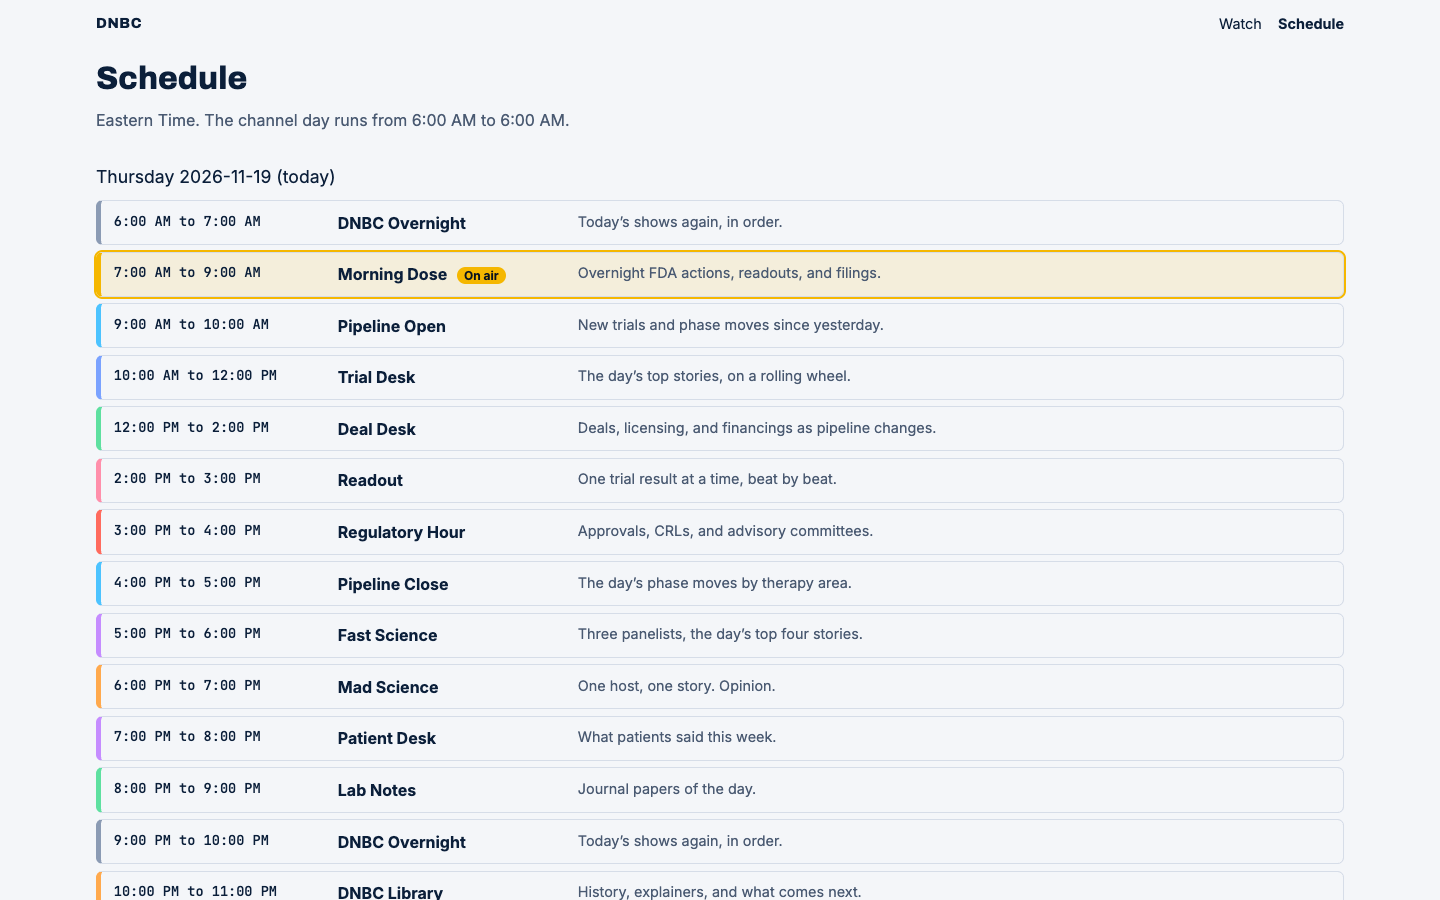 DNBC
Watch Schedule
Schedule
Eastern Time. The channel day runs from 6:00 AM to 6:00 AM.
Thursday 2026-11-19 (today)
6:00 AM to 7:00 AM DNBC Overnight Today’s shows again, in order.
7:00 AM to 9:00 AM Morning Dose On air Overnight FDA actions, readouts, and filings.
9:00 AM to 10:00 AM Pipeline Open New trials and phase moves since yesterday.
10:00 AM to 12:00 PM Trial Desk The day’s top stories, on a rolling wheel.
12:00 PM to 2:00 PM Deal Desk Deals, licensing, and financings as pipeline changes.
2:00 PM to 3:00 PM Readout One trial result at a time, beat by beat.
3:00 PM to 4:00 PM Regulatory Hour Approvals, CRLs, and advisory committees.
4:00 PM to 5:00 PM Pipeline Close The day’s phase moves by therapy area.
5:00 PM to 6:00 PM Fast Science Three panelists, the day’s top four stories.
6:00 PM to 7:00 PM Mad Science One host, one story. Opinion.
7:00 PM to 8:00 PM Patient Desk What patients said this week.
8:00 PM to 9:00 PM Lab Notes Journal papers of the day.
9:00 PM to 10:00 PM DNBC Overnight Today’s shows again, in order.
10:00 PM to 11:00 PM DNBC Library History, explainers, and what comes next.